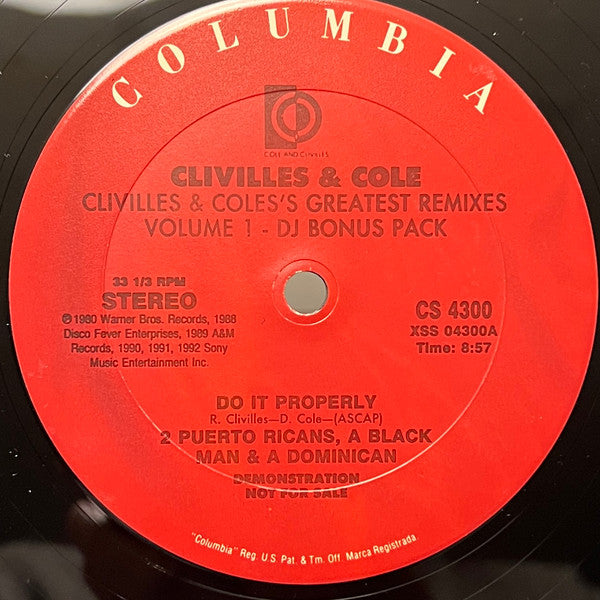 COLUMBIA
COLE AND CLIVILLES
CLIVILLES & COLE
CLIVILLES & COLES'S GREATEST REMIXES
VOLUME 1 - DJ BONUS PACK
33 1/3 RPM
STEREO
℗1980 Warner Bros. Records, 1988
Disco Fever Enterprises, 1989 A&M
Records, 1990, 1991, 1992 Sony
Music Entertainment Inc.
CS 4300
XSS 04300A
Time: 8:57
DO IT PROPERLY
R. Clivilles—D. Cole—(ASCAP)
2 PUERTO RICANS, A BLACK
MAN & A DOMINICAN
DEMONSTRATION
NOT FOR SALE
"Columbia" Reg. U.S. Pat. & Tm. Off. Marca Registrada.